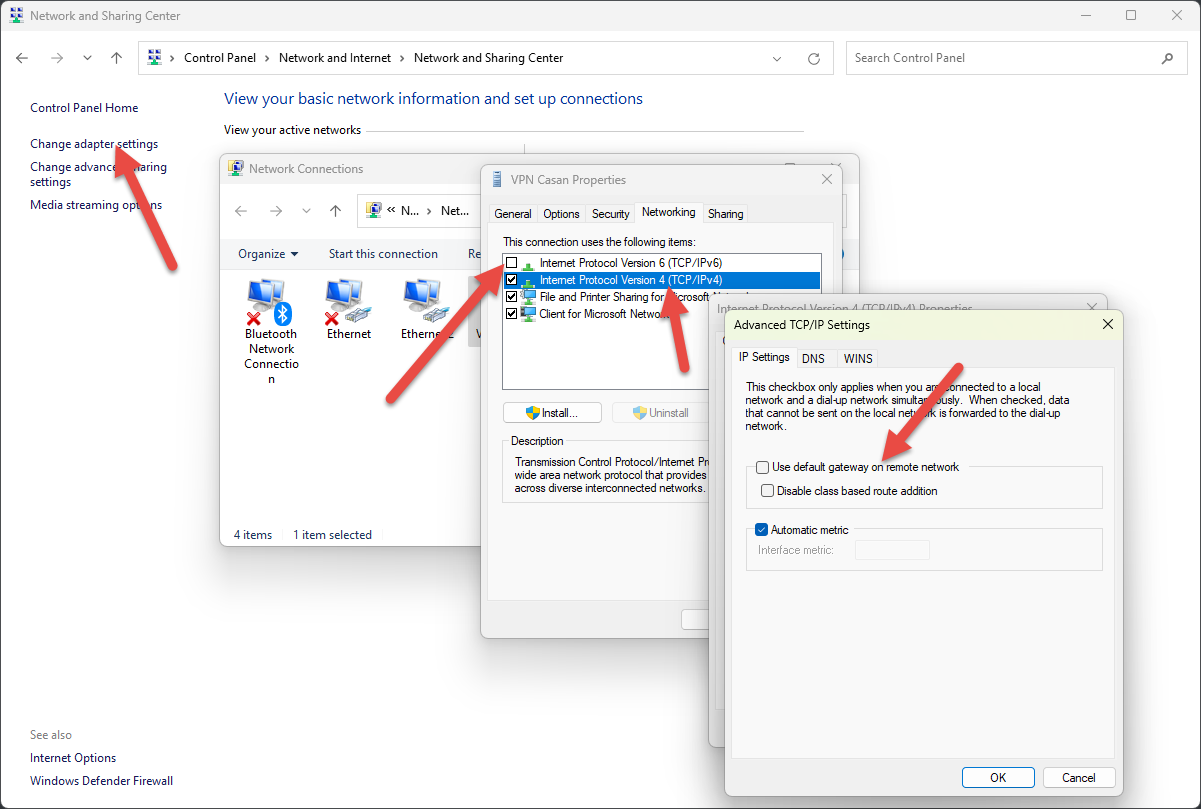 Network and Sharing Center
Control Panel
Network and Internet
Network and Sharing Center
Search Control Panel
Control Panel Home
Change adapter settings
Change advanced sharing
settings
Media streaming options
View your basic network information and set up connections
View your active networks
Network Connections
« N...
Net...
Organize
Start this connection
Re
Bluetooth
Network
Connectio
n
Ethernet
Ethernet 2
4 items
1 item selected
VPN Casan Properties
General
Options
Security
Networking
Sharing
This connection uses the following items:
Internet Protocol Version 6 (TCP/IPv6)
Internet Protocol Version 4 (TCP/IPv4)
File and Printer Sharing for Microsoft Network
Client for Microsoft Network
Install...
Uninstall
Description
Transmission Control Protocol/Internet Pr
wide area network protocol that provides
across diverse interconnected networks.
Internet Protocol Version 4 (TCP/IPv4) Properties
Advanced TCP/IP Settings
IP Settings
DNS
WINS
This checkbox only applies when you are connected to a local
network and a dial-up network simultaneously. When checked, data
that cannot be sent on the local network is forwarded to the dial-up
network.
Use default gateway on remote network
Disable class based route addition
Automatic metric
Interface metric:
OK
Cancel
See also
Internet Options
Windows Defender Firewall